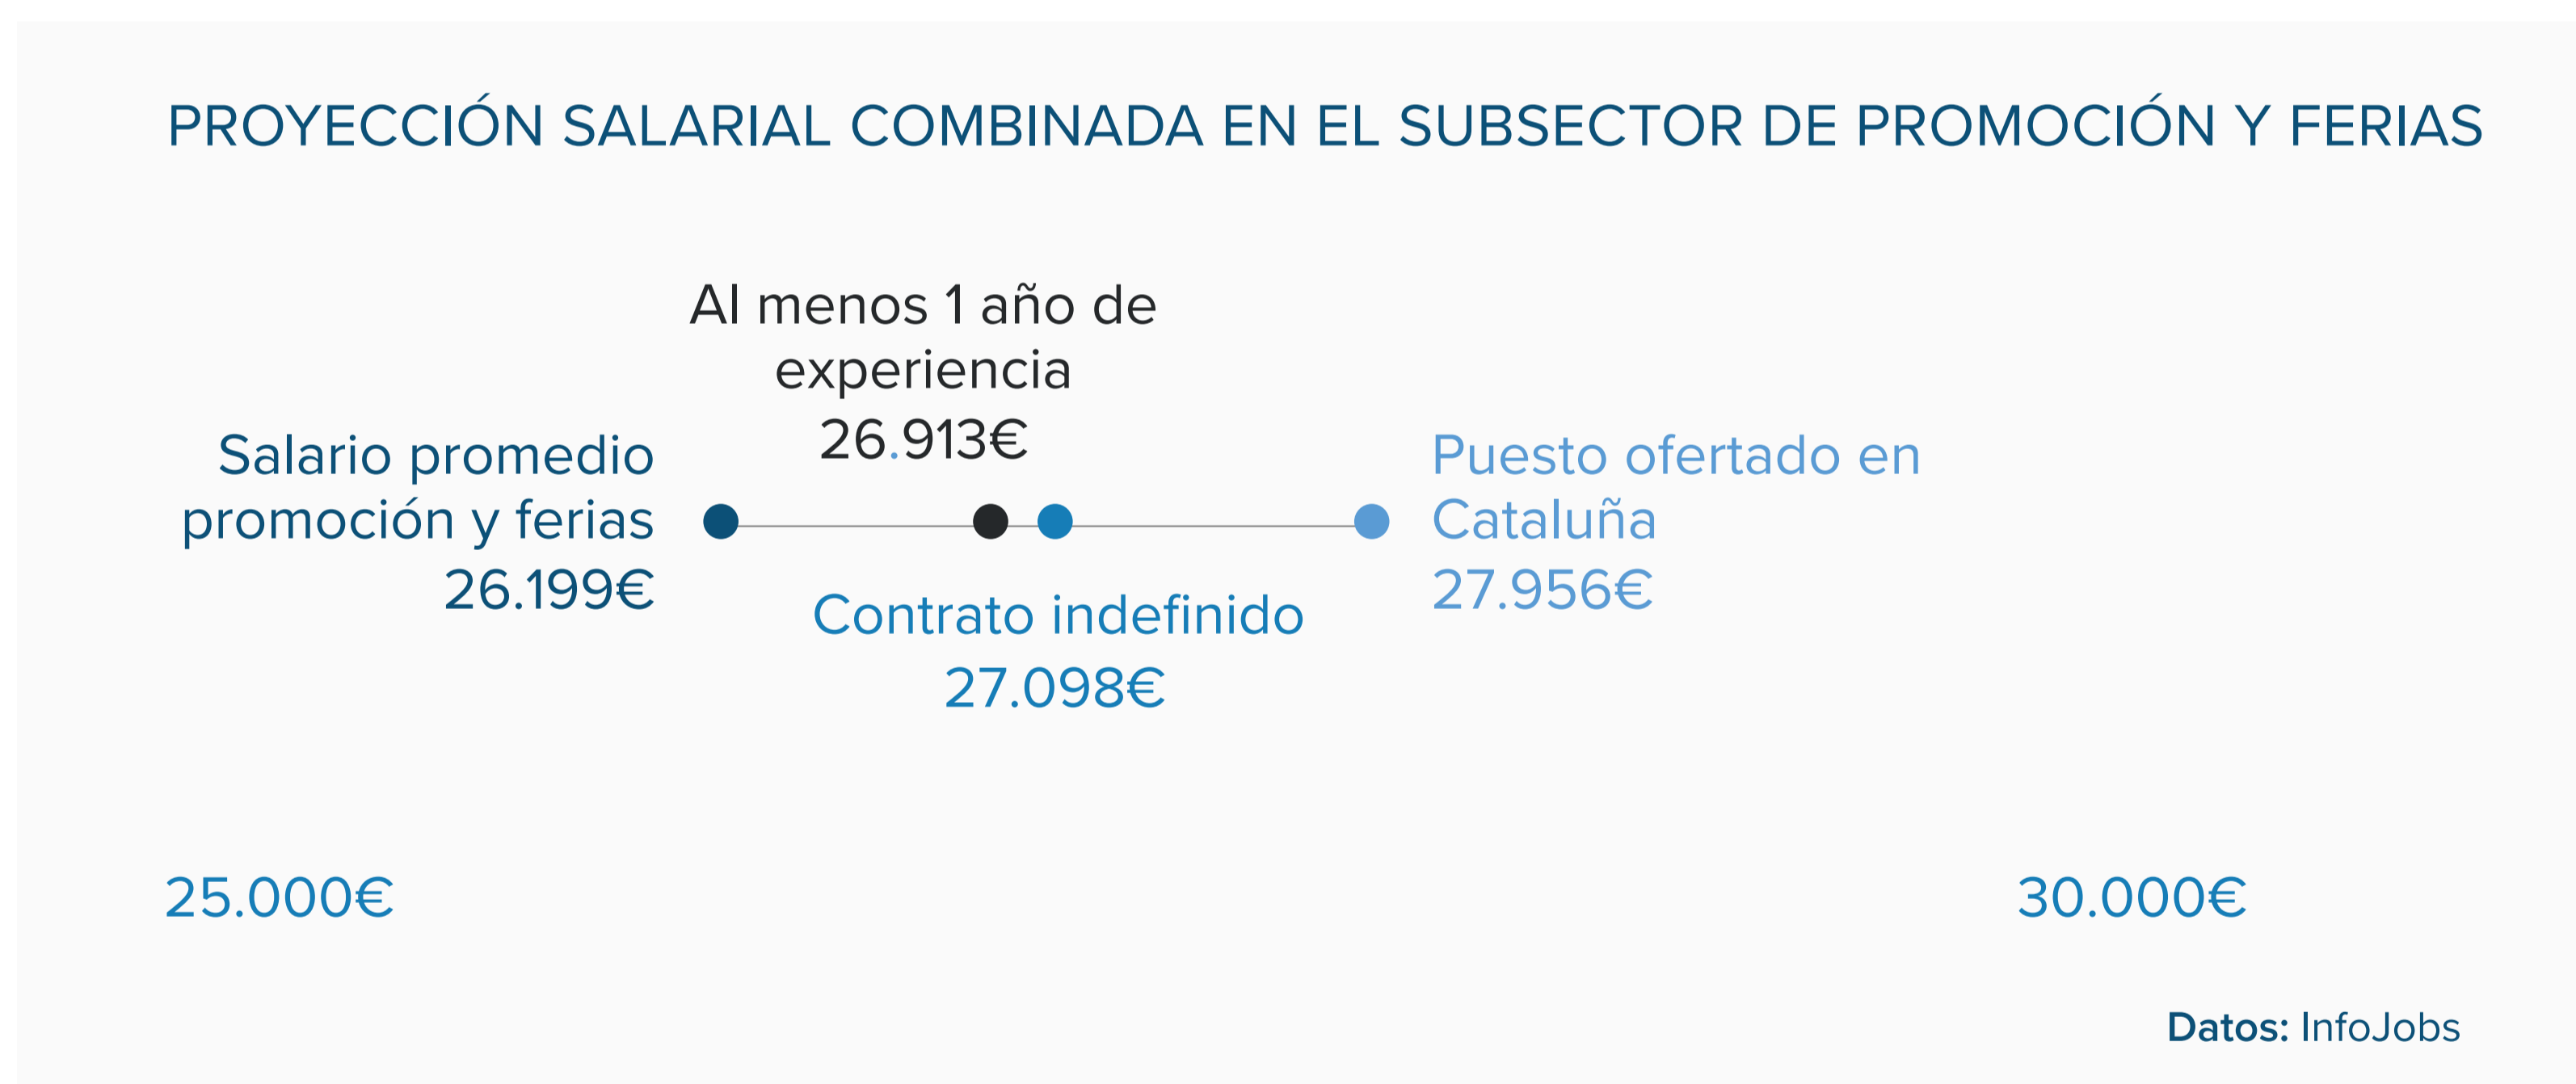 PROYECCIÓN SALARIAL COMBINADA EN EL SUBSECTOR DE PROMOCIÓN Y FERIAS
Salario promedio
promoción y ferias
26.199€
Al menos 1 año de
experiencia
26.913€
Contrato indefinido
27.098€
Puesto ofertado en
Cataluña
27.956€
25.000€
30.000€
Datos: InfoJobs